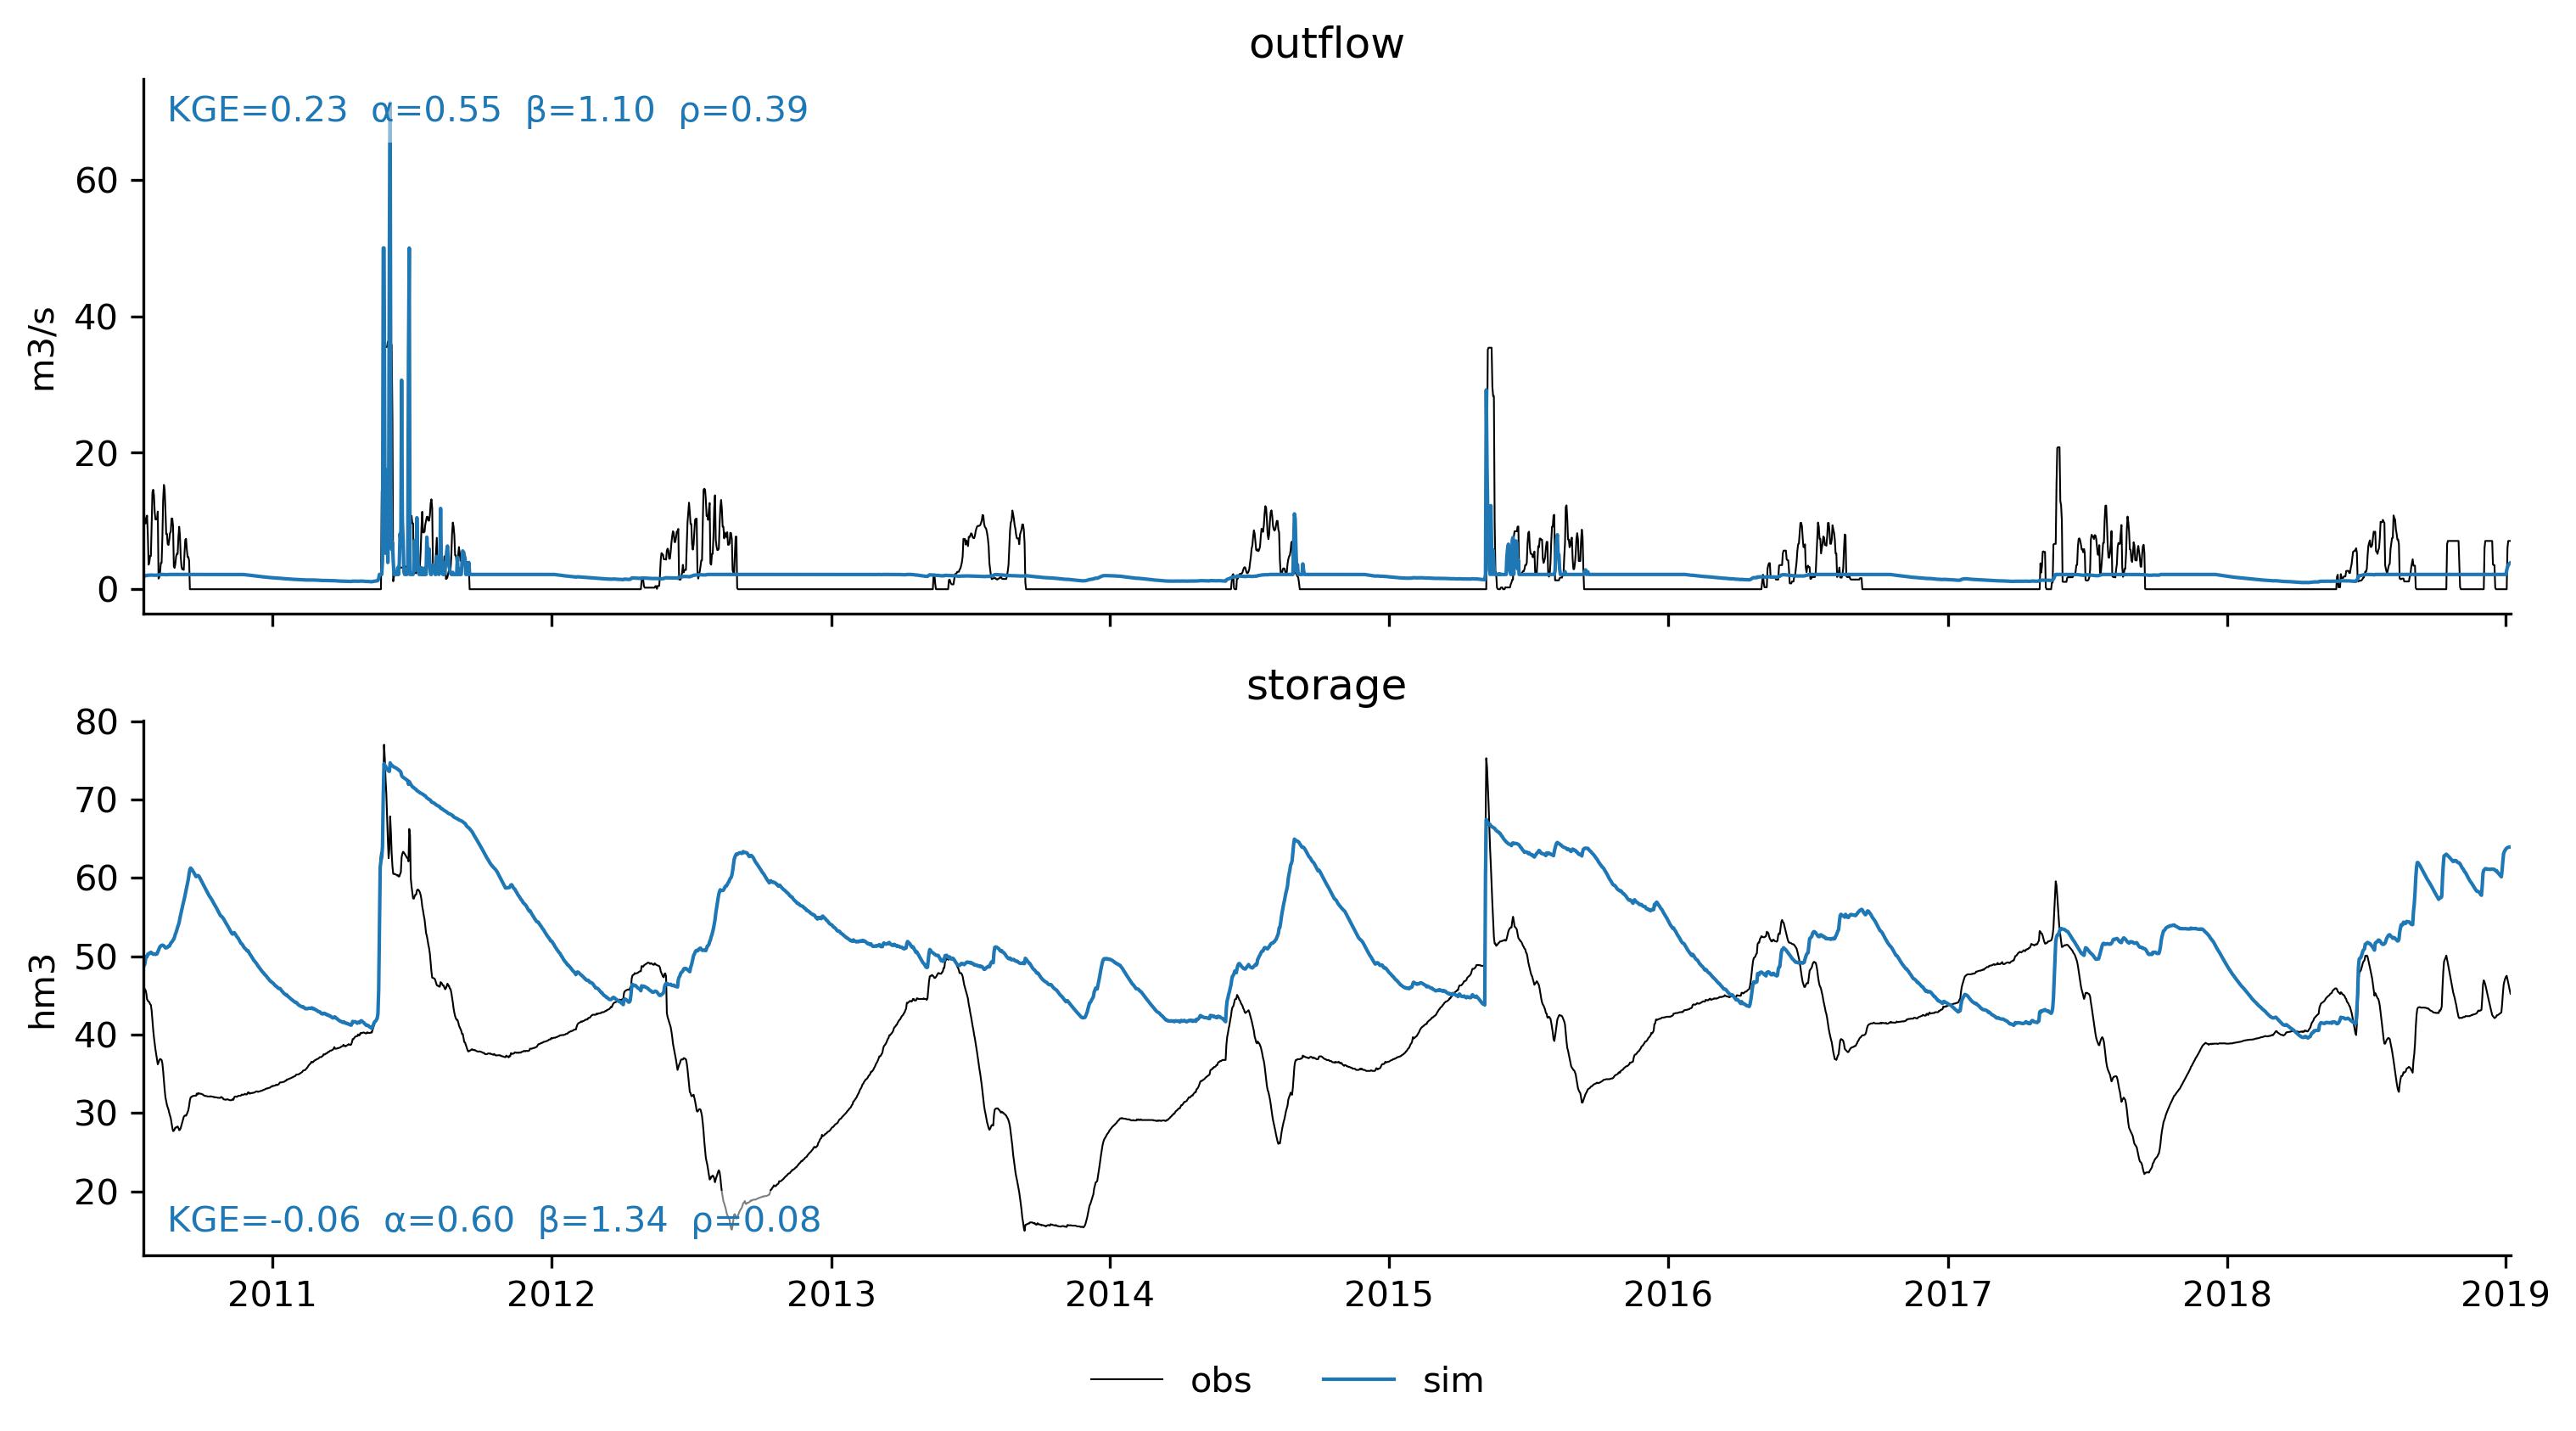 outflow
KGE=0.23 α=0.55 β=1.10 ρ=0.39
60
40
20
0
m3/s
storage
80
70
60
50
40
30
20
hm3
KGE=-0.06 α=0.60 β=1.34 ρ=0.08
2011 2012 2013 2014 2015 2016 2017 2018 2019
obs sim